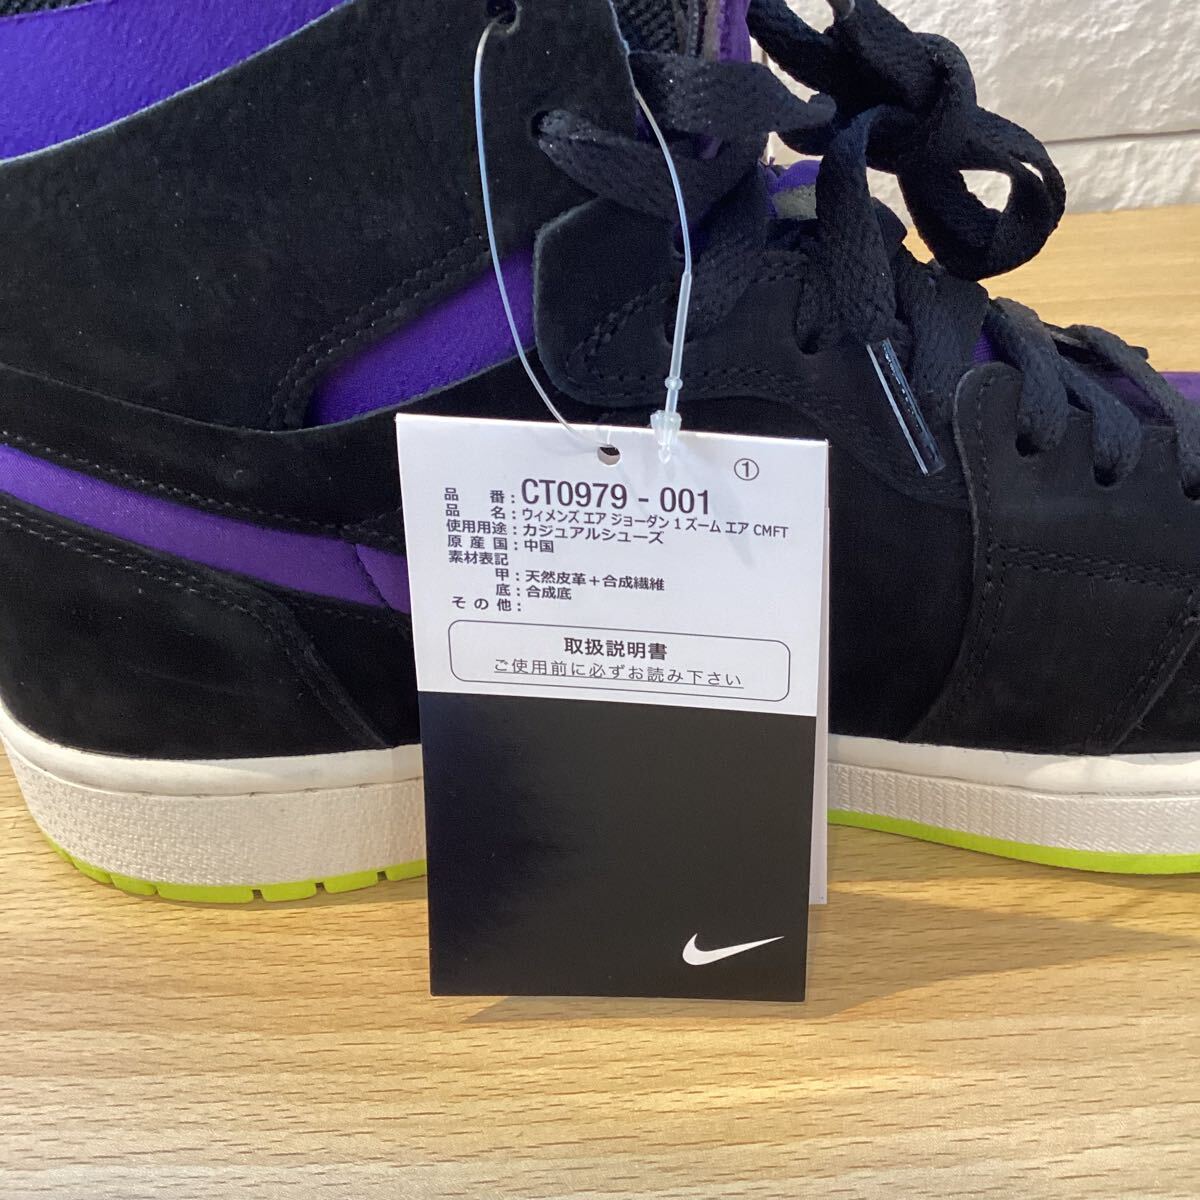 ①
品番：CT0979 - 001
品名：ウィメンズ エア ジョーダン 1 ズーム エア CMFT
使用用途：カジュアルシューズ
原産国：中国
素材表記
甲：天然皮革＋合成繊維
底：合成底
その他：
取扱説明書
ご使用前に必ずお読み下さい